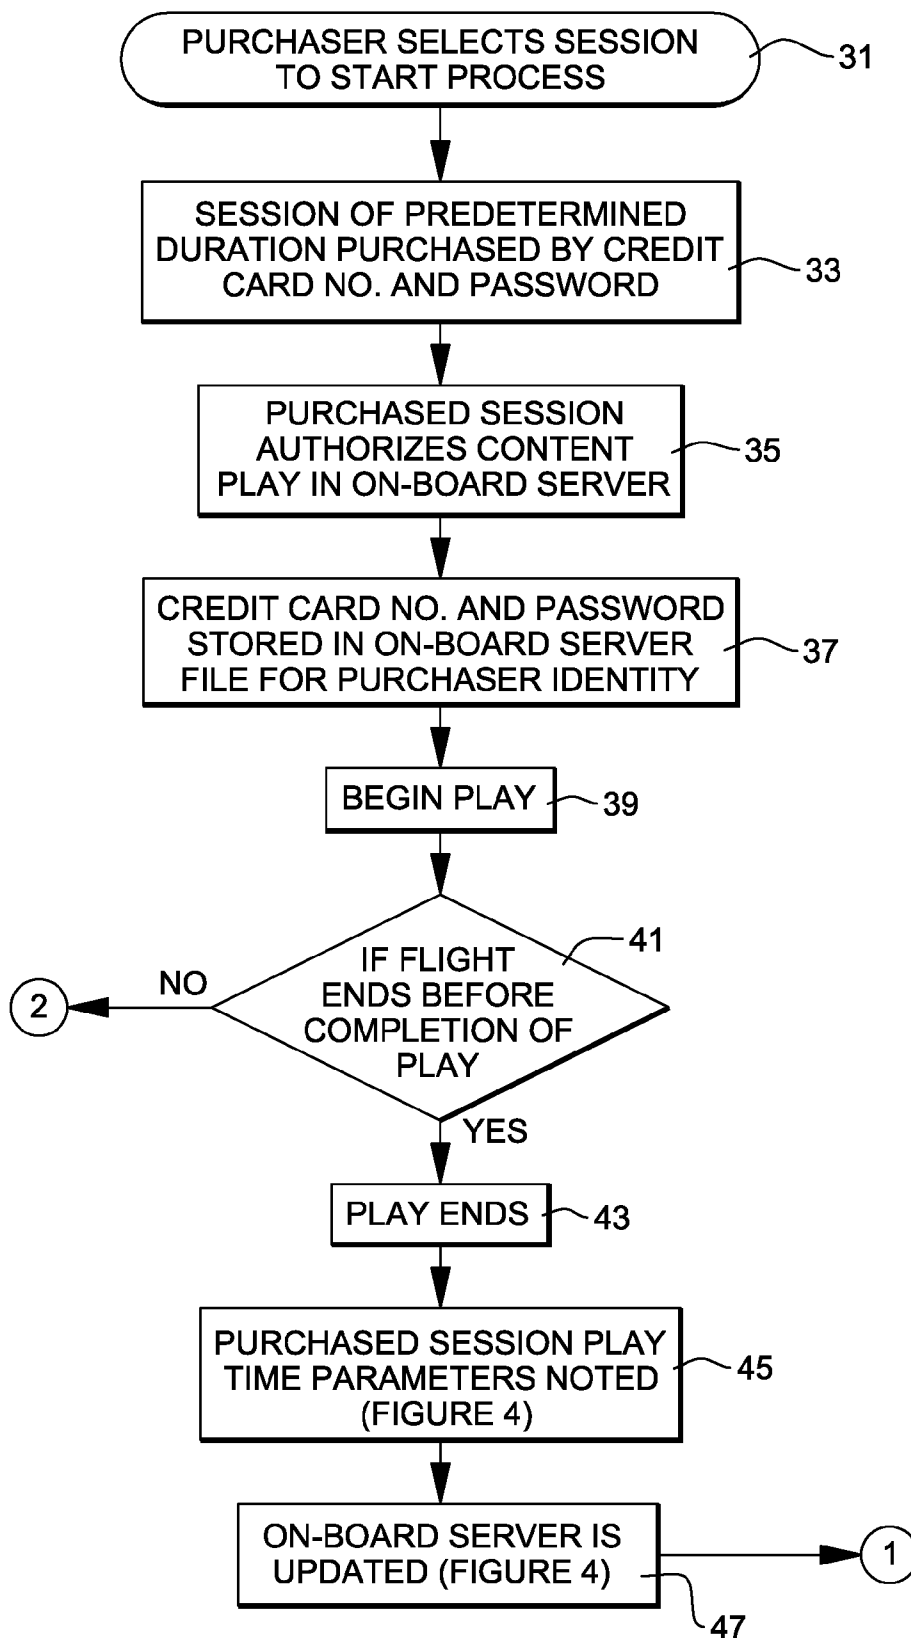 PURCHASER SELECTS SESSION
TO START PROCESS
31
SESSION OF PREDETERMINED
DURATION PURCHASED BY CREDIT
CARD NO. AND PASSWORD
33
PURCHASED SESSION
AUTHORIZES CONTENT
PLAY IN ON-BOARD SERVER
35
CREDIT CARD NO. AND PASSWORD
STORED IN ON-BOARD SERVER
FILE FOR PURCHASER IDENTITY
37
BEGIN PLAY
39
IF FLIGHT
ENDS BEFORE
COMPLETION OF
PLAY
41
NO
2
YES
PLAY ENDS
43
PURCHASED SESSION PLAY
TIME PARAMETERS NOTED
(FIGURE 4)
45
ON-BOARD SERVER IS
UPDATED (FIGURE 4)
47
1